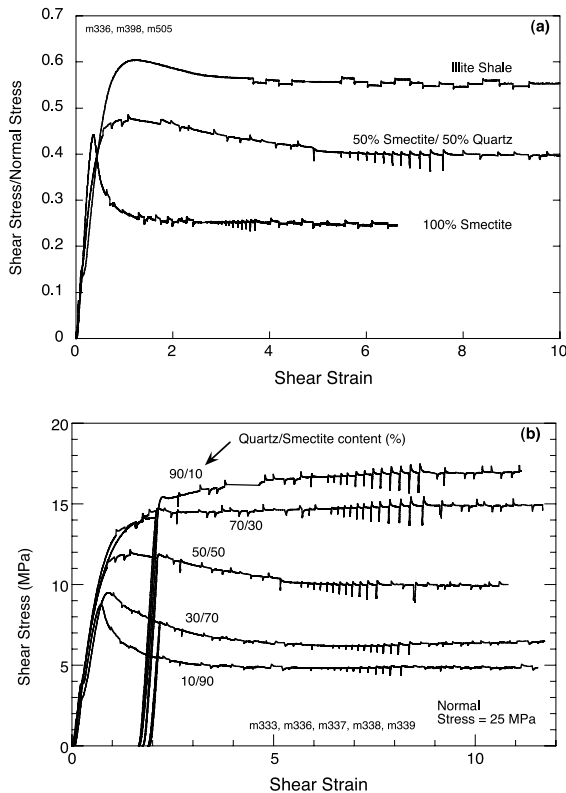 (a)
m336, m398, m505
0.7
0.6
0.5
0.4
0.3
0.2
0.1
0
Shear Stress/Normal Stress
Illite Shale
50% Smectite/ 50% Quartz
100% Smectite
0 2 4 6 8 10
Shear Strain
(b)
20
15
10
5
0
Shear Stress (MPa)
Quartz/Smectite content (%)
90/10
70/30
50/50
30/70
10/90
m333, m336, m337, m338, m339
Normal
Stress = 25 MPa
0 5 10
Shear Strain